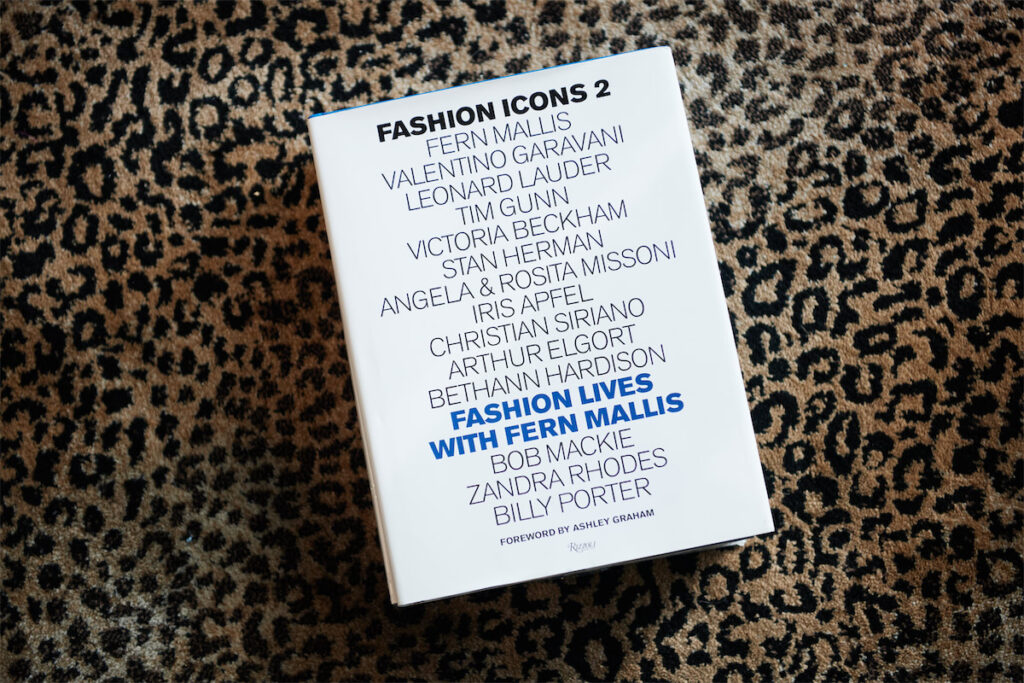 FASHION ICONS 2
FERN MALLIS
VALENTINO GARAVANI
LEONARD LAUDER
TIM GUNN
VICTORIA BECKHAM
STAN HERMAN
ANGELA & ROSITA MISSONI
IRIS APFEL
CHRISTIAN SIRIANO
ARTHUR ELGORT
BETHANN HARDISON
FASHION LIVES
WITH FERN MALLIS
BOB MACKIE
ZANDRA RHODES
BILLY PORTER
FOREWORD BY ASHLEY GRAHAM
RIZZOLI